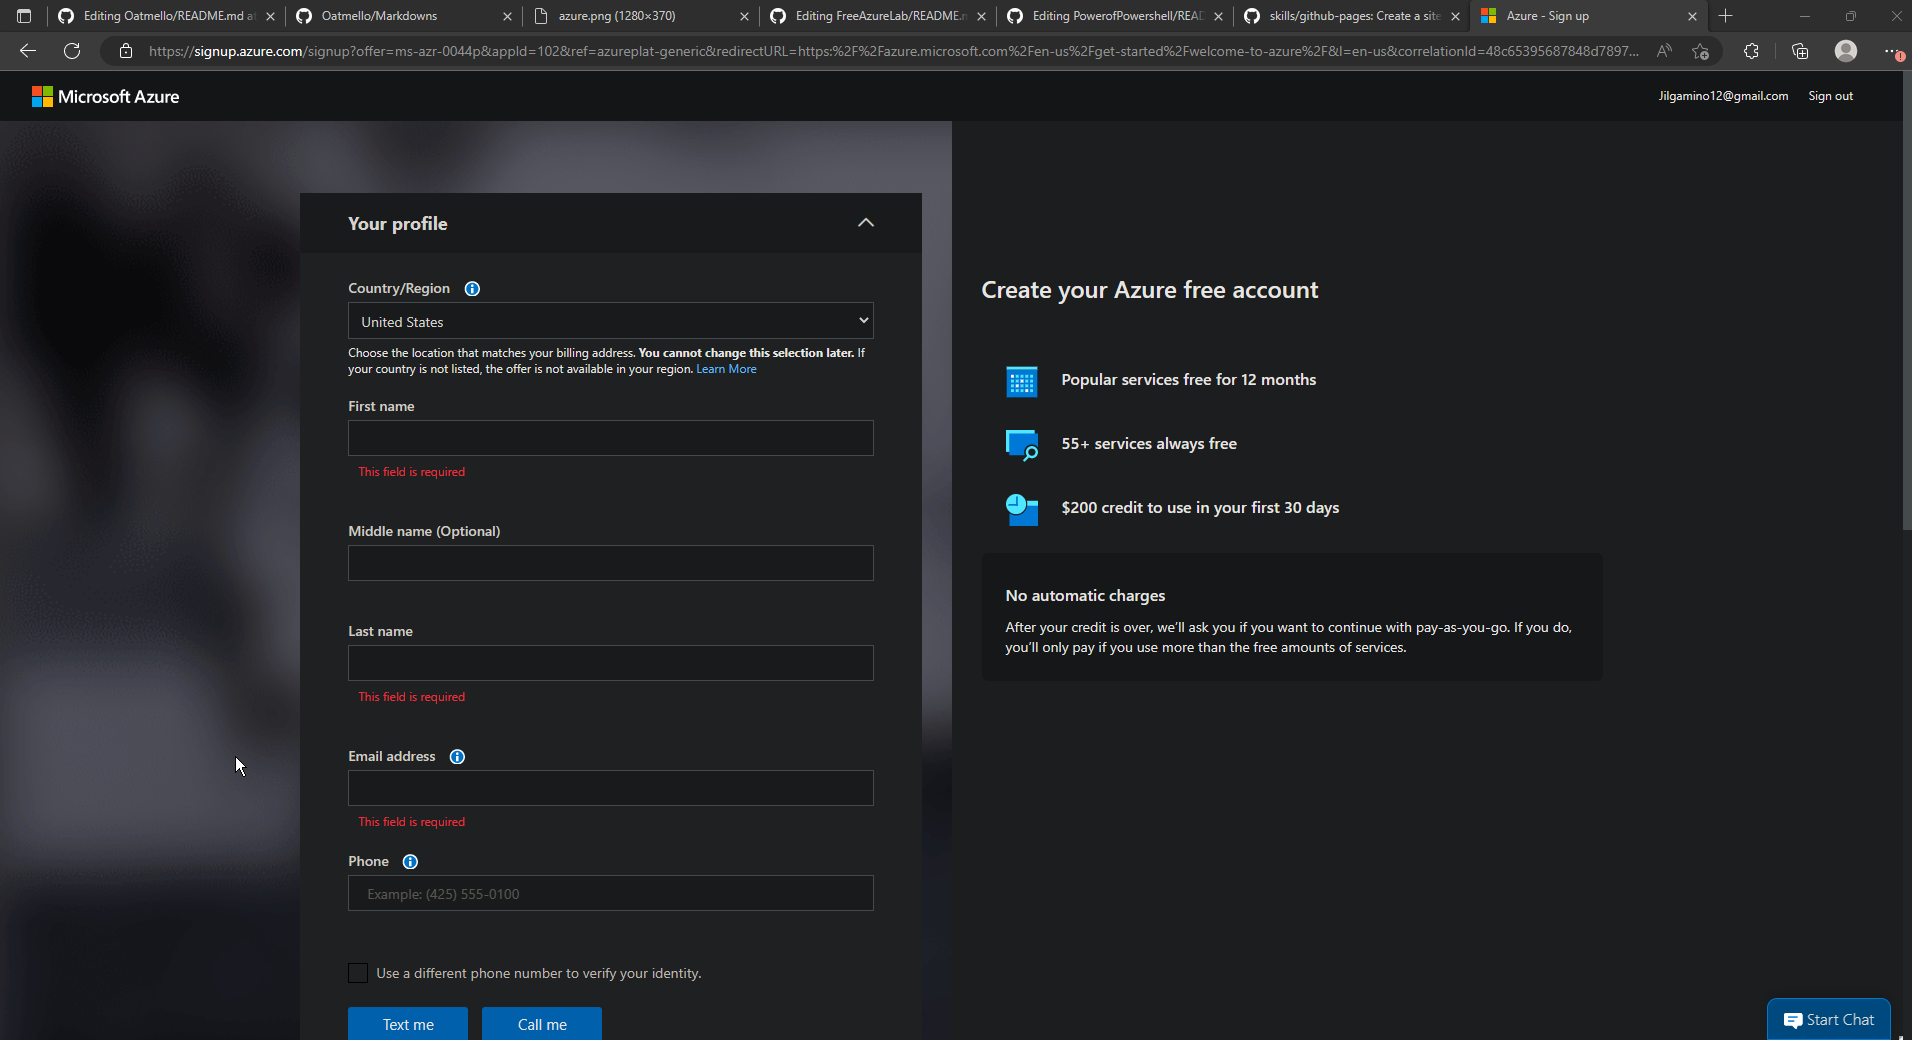 Editing Oatmello/README.md at
Oatmello/Markdowns
azure.png (1280×370)
Editing FreeAzureLab/README.m
Editing PowerofPowershell/READ
skills/github-pages: Create a site
Azure - Sign up
https://signup.azure.com/signup?offer=ms-azr-0044p&appId=102&ref=azureplat-generic&redirectURL=https:%2F%2Fazure.microsoft.com%2Fen-us%2Fget-started%2Fwelcome-to-azure%2F&l=en-us&correlationId=48c65395687848d7897...
Microsoft Azure
Jilgamino12@gmail.com
Sign out
Your profile
Country/Region
United States
Choose the location that matches your billing address. You cannot change this selection later. If
your country is not listed, the offer is not available in your region. Learn More
First name
This field is required
Middle name (Optional)
Last name
This field is required
Email address
This field is required
Phone
Example: (425) 555-0100
Use a different phone number to verify your identity.
Text me
Call me
Create your Azure free account
Popular services free for 12 months
55+ services always free
$200 credit to use in your first 30 days
No automatic charges
After your credit is over, we'll ask you if you want to continue with pay-as-you-go. If you do,
you'll only pay if you use more than the free amounts of services.
Start Chat